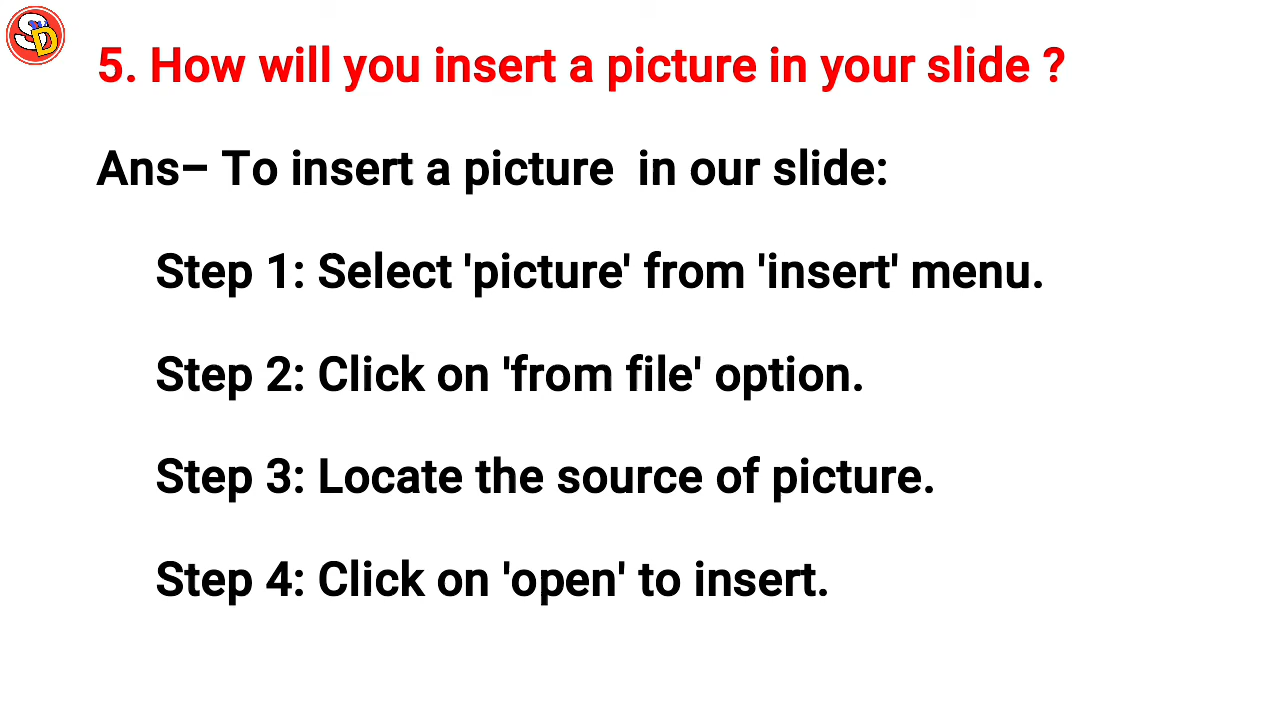 SD
5. How will you insert a picture in your slide ?
Ans– To insert a picture in our slide:
Step 1: Select 'picture' from 'insert' menu.
Step 2: Click on 'from file' option.
Step 3: Locate the source of picture.
Step 4: Click on 'open' to insert.